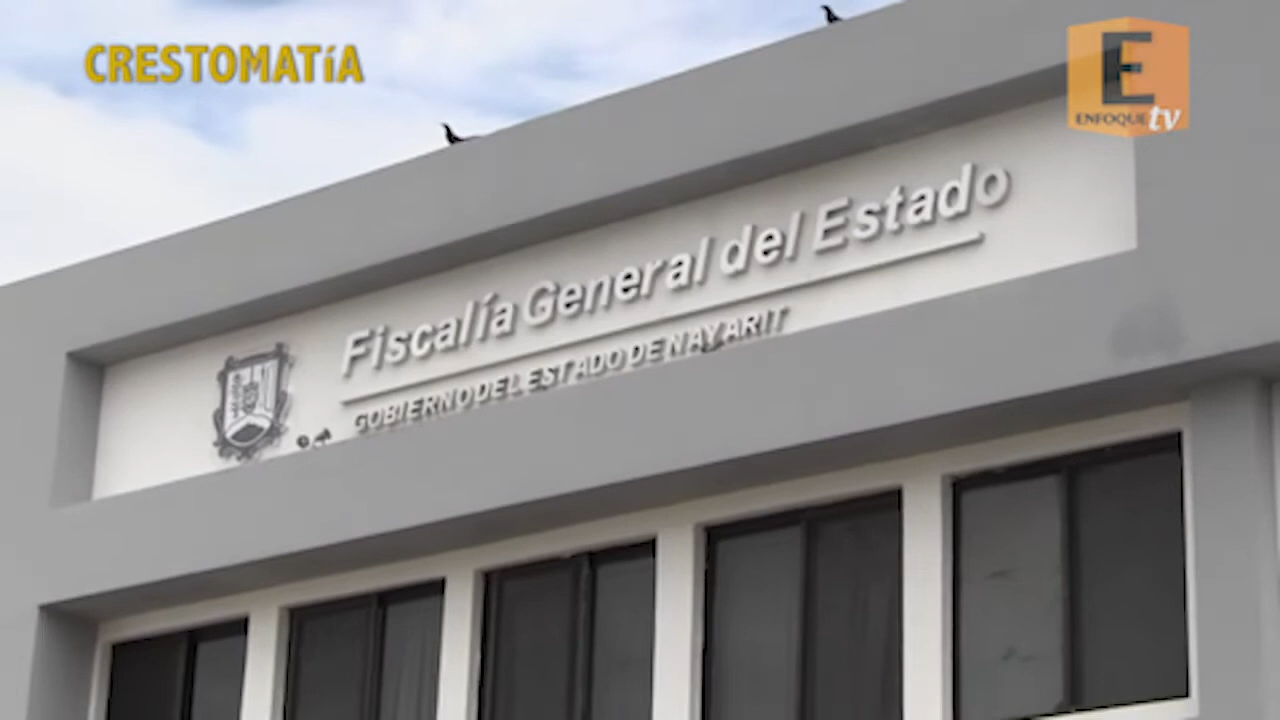 CRESTOMATíA
E
ENFOQUE tv
Fiscalía General del Estado
GOBIERNO DEL ESTADO DE NAYARIT